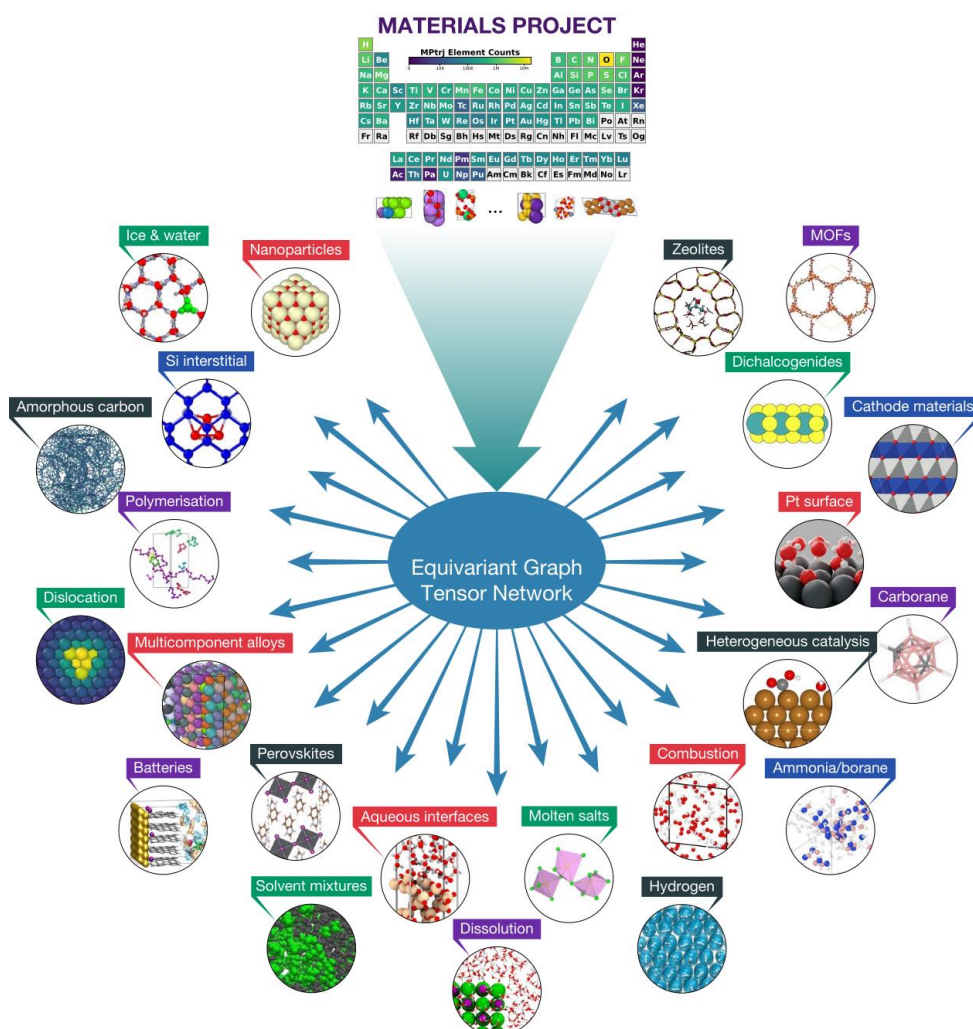 MATERIALS PROJECT
H He
MPtrj Element Counts
Li Be B C N O F Ne
0 10K 100K 1M 10M
Na Mg Al Si P S Cl Ar
K Ca Sc Ti V Cr Mn Fe Co Ni Cu Zn Ga Ge As Se Br Kr
Rb Sr Y Zr Nb Mo Tc Ru Rh Pd Ag Cd In Sn Sb Te I Xe
Cs Ba Hf Ta W Re Os Ir Pt Au Hg Tl Pb Bi Po At Rn
Fr Ra Rf Db Sg Bh Hs Mt Ds Rg Cn Nh Fl Mc Lv Ts Og
La Ce Pr Nd Pm Sm Eu Gd Tb Dy Ho Er Tm Yb Lu
Ac Th Pa U Np Pu Am Cm Bk Cf Es Fm Md No Lr
...
Ice & water
Nanoparticles
Zeolites
MOFs
Si interstitial
Dichalcogenides
Amorphous carbon
Cathode materials
Polymerisation
Pt surface
Equivariant Graph
Tensor Network
Dislocation
Carborane
Multicomponent alloys
Heterogeneous catalysis
Batteries
Perovskites
Combustion
Ammonia/borane
Aqueous interfaces
Molten salts
Solvent mixtures
Hydrogen
Dissolution